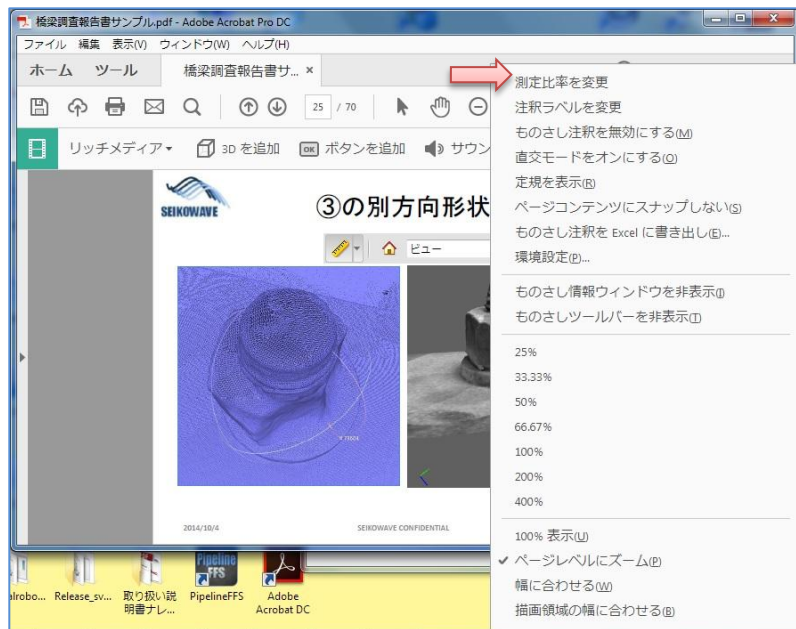 橋梁調査報告書サンプル.pdf - Adobe Acrobat Pro DC
ファイル 編集 表示(V) ウィンドウ(W) ヘルプ(H)
ホーム ツール 橋梁調査報告書サ... ×
25 / 70
リッチメディア 3D を追加 OK ボタンを追加 サウン
SEIKOWAVE
③の別方向形状
ビュー
2014/10/4
SEIKOWAVE CONFIDENTIAL
測定比率を変更
注釈ラベルを変更
ものさし注釈を無効にする(M)
直交モードをオンにする(O)
定規を表示(R)
ページコンテンツにスナップしない(S)
ものさし注釈を Excel に書き出し(E)...
環境設定(P)...
ものさし情報ウィンドウを非表示(I)
ものさしツールバーを非表示(T)
25%
33.33%
50%
66.67%
100%
200%
400%
100% 表示(U)
ページレベルにズーム(P)
幅に合わせる(W)
描画領域の幅に合わせる(B)
Pipeline
FFS
alrobo... Release_sv... 取り扱い説 PipelineFFS Adobe
明書ナレ... Acrobat DC